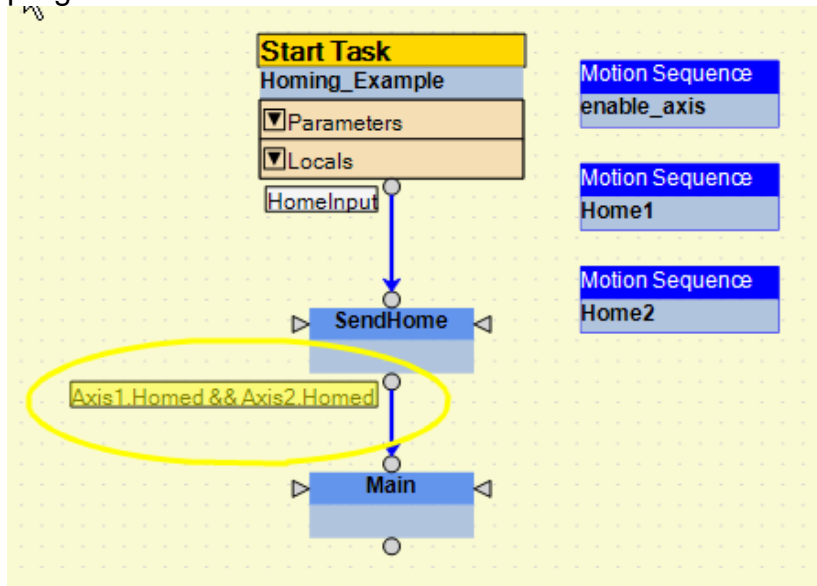 Start Task
Homing_Example
Parameters
Locals
HomeInput
SendHome
Axis1.Homed && Axis2.Homed
Main
Motion Sequence
enable_axis
Motion Sequence
Home1
Motion Sequence
Home2